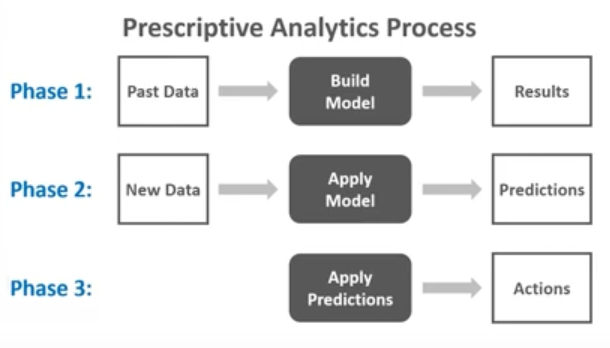 Prescriptive Analytics Process
Phase 1:
Past Data
Build
Model
Results
Phase 2:
New Data
Apply
Model
Predictions
Phase 3:
Apply
Predictions
Actions